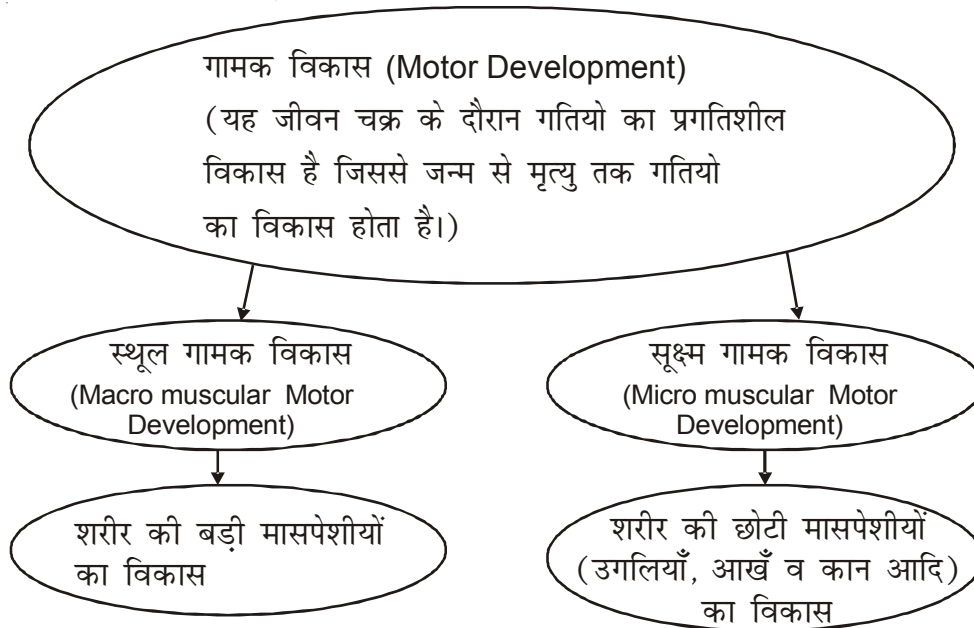 गामक विकास (Motor Development)
(यह जीवन चक्र के दौरान गतियो का प्रगतिशील
विकास है जिससे जन्म से मृत्यु तक गतियो
का विकास होता है।)
स्थूल गामक विकास
(Macro muscular Motor
Development)
सूक्ष्म गामक विकास
(Micro muscular Motor
Development)
शरीर की बड़ी मासपेशीयों
का विकास
शरीर की छोटी मासपेशीयों
(उगलियाँ, आखँ व कान आदि)
का विकास